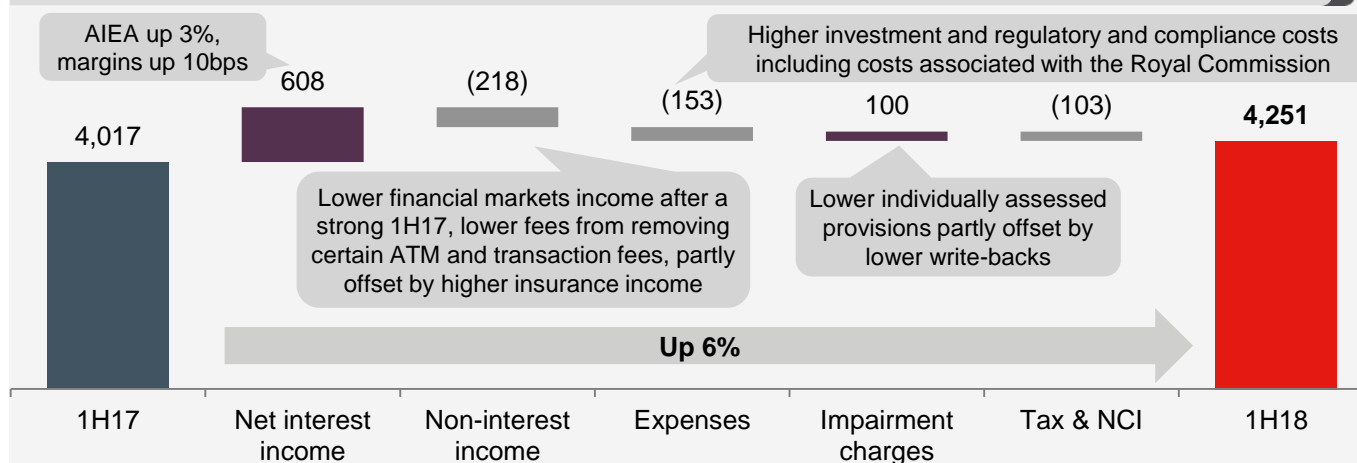 AIEA up 3%,
margins up 10bps
Higher investment and regulatory and compliance costs
including costs associated with the Royal Commission
4,017
608
(218)
(153)
100
(103)
4,251
Lower financial markets income after a
strong 1H17, lower fees from removing
certain ATM and transaction fees, partly
offset by higher insurance income
Lower individually assessed
provisions partly offset by
lower write-backs
Up 6%
1H17
Net interest
income
Non-interest
income
Expenses
Impairment
charges
Tax & NCI
1H18